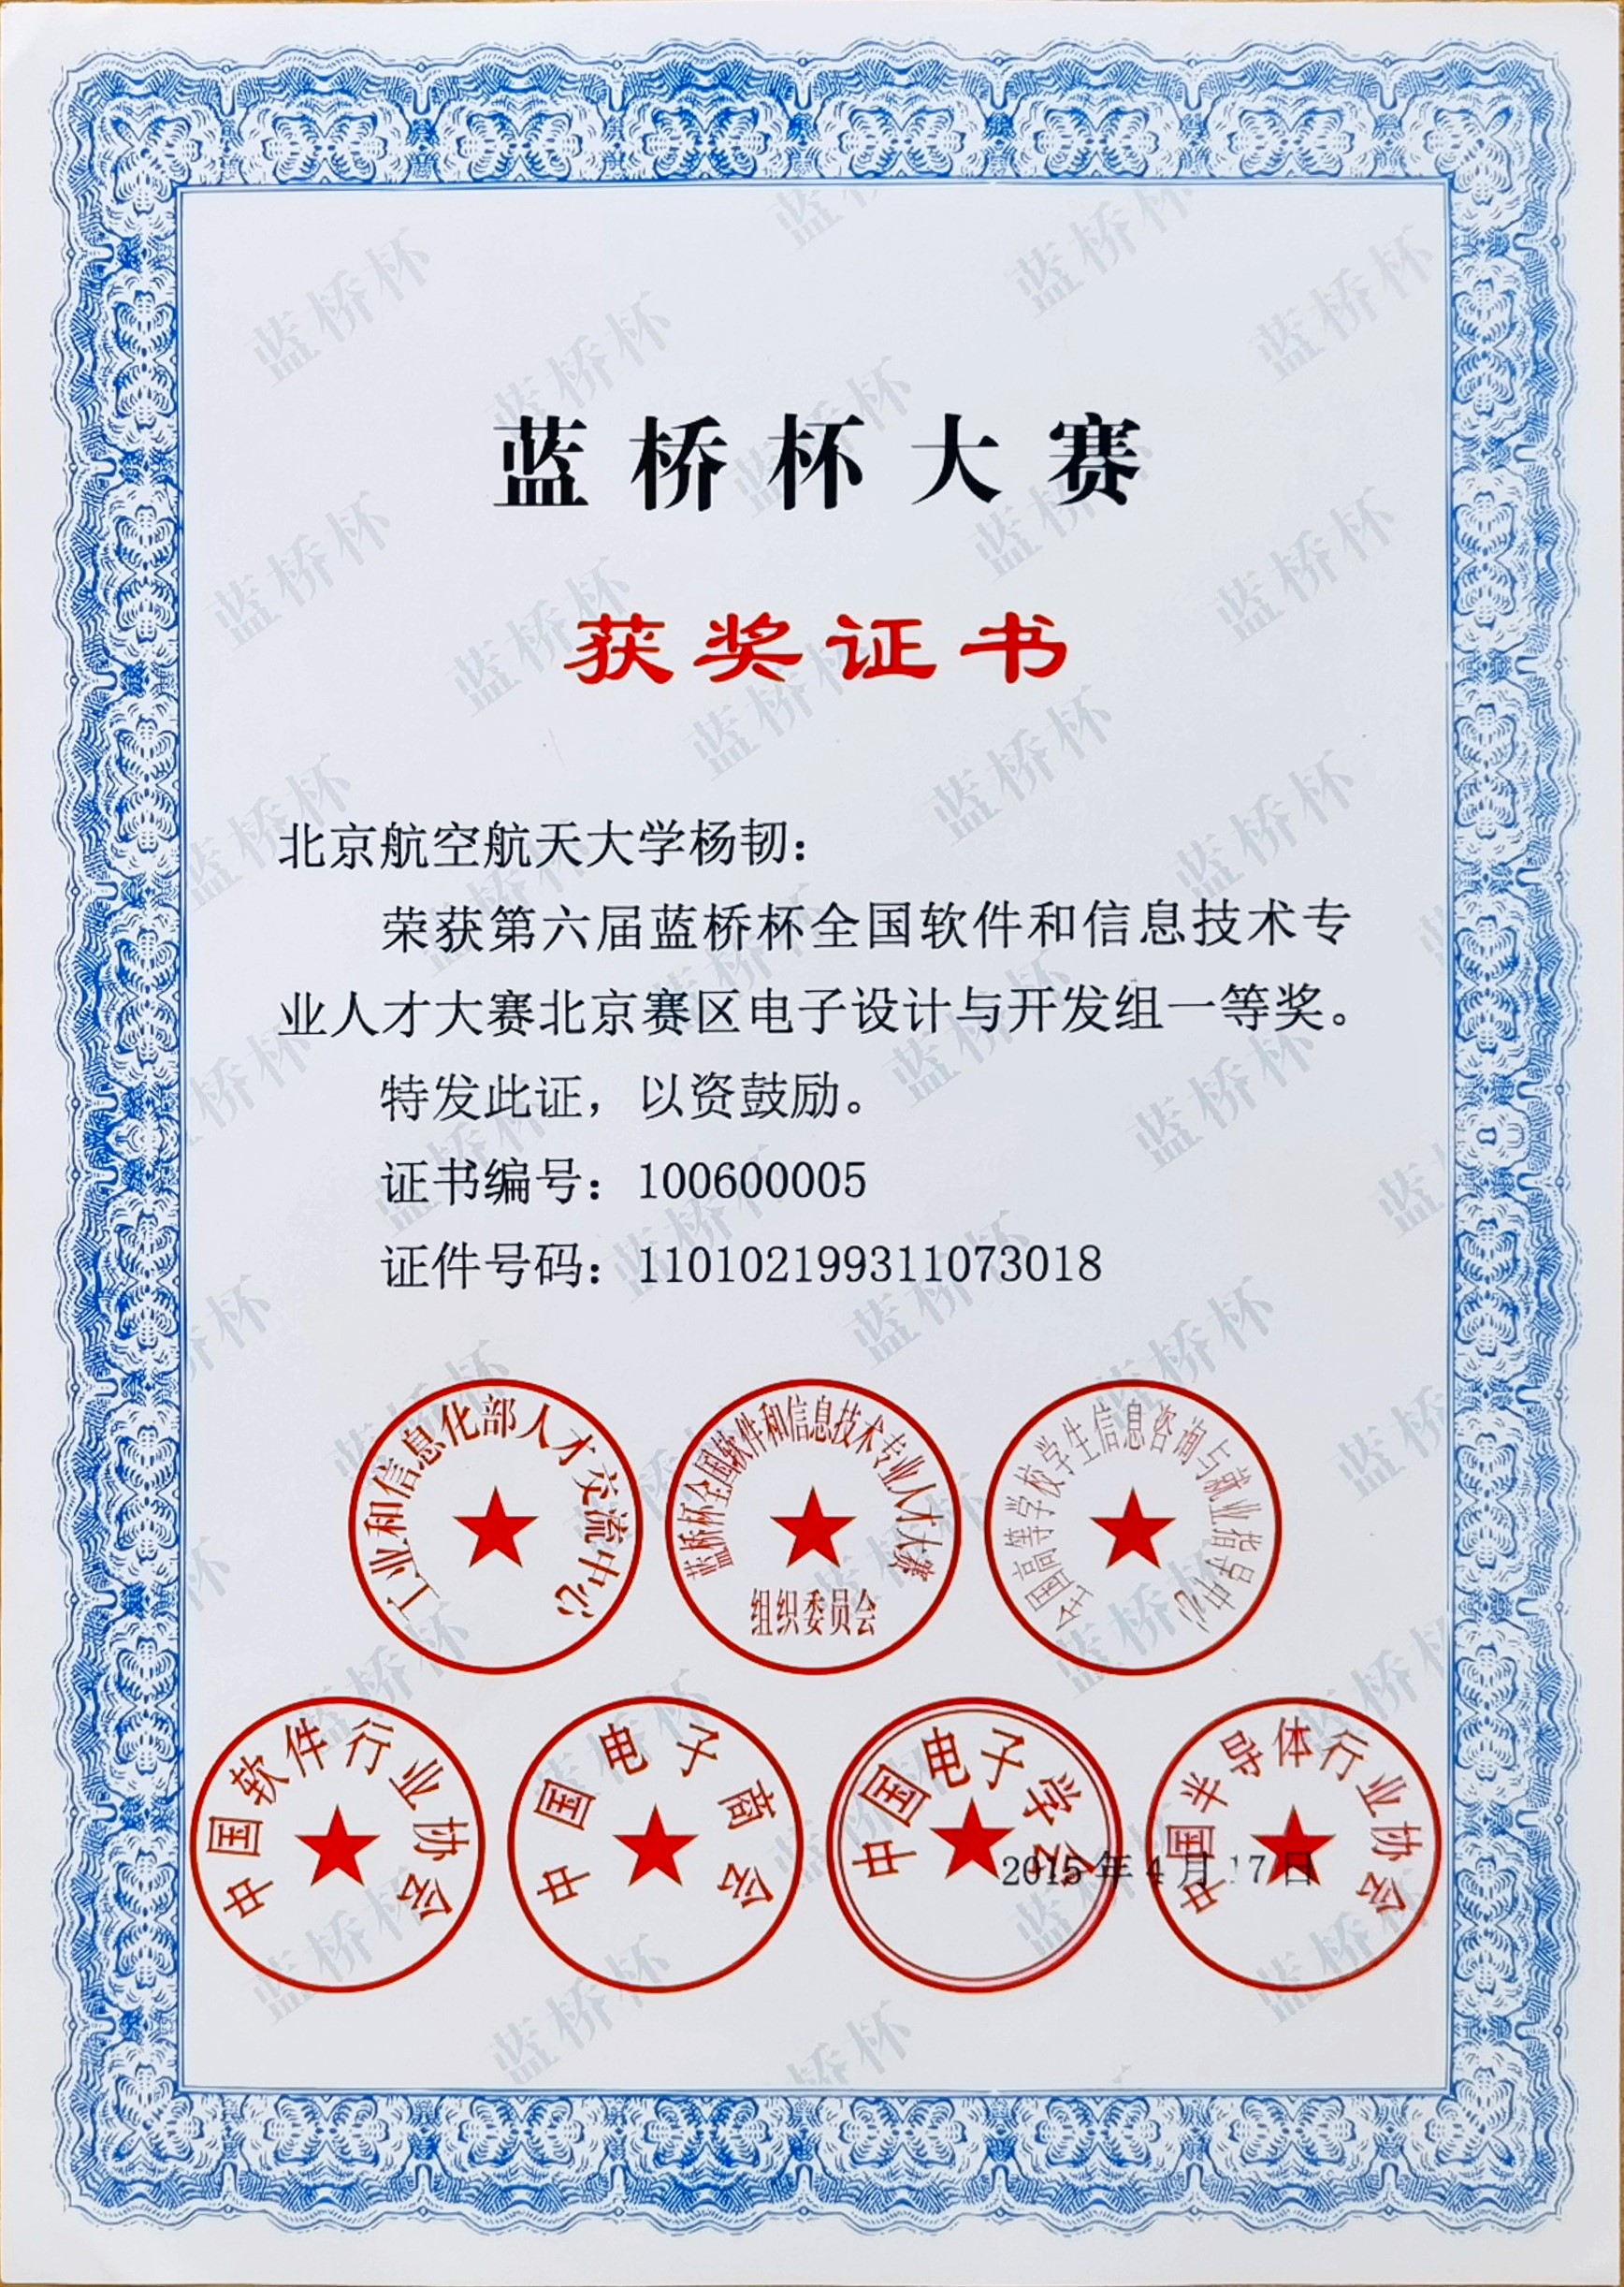 蓝桥杯大赛
获奖证书
北京航空航天大学杨韧：
荣获第六届蓝桥杯全国软件和信息技术专
业人才大赛北京赛区电子设计与开发组一等奖。
特发此证，以资鼓励。
证书编号：100600005
证件号码：110102199311073018
工业和信息化部人才交流中心
蓝桥杯全国软件和信息技术专业人才大赛
组织委员会
全国高等学校学生信息咨询与就业指导中心
中国软件行业协会
中国电子商会
中国电子学会
中国半导体行业协会
2015年4月17日
蓝桥杯